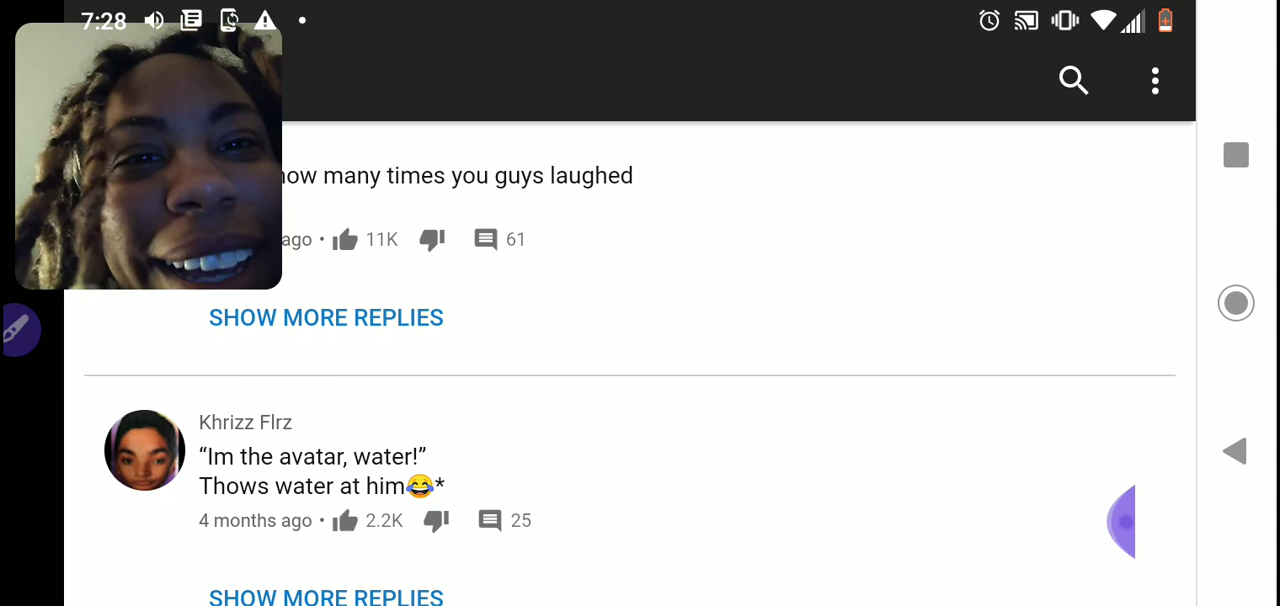 7:28
how many times you guys laughed
ago • 11K 61
SHOW MORE REPLIES
Khrizz Flrz
“Im the avatar, water!”
Thows water at him😂*
4 months ago • 2.2K 25
SHOW MORE REPLIES